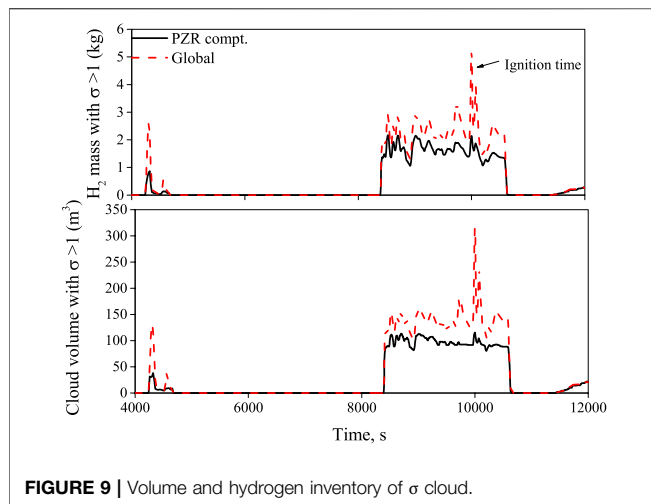 PZR compt.
Global
Ignition time
H₂ mass with σ >1 (kg)
6
5
4
3
2
1
0
Cloud volume with σ >1 (m³)
350
300
250
200
150
100
50
0
4000 6000 8000 10000 12000
Time, s
FIGURE 9 | Volume and hydrogen inventory of σ cloud.